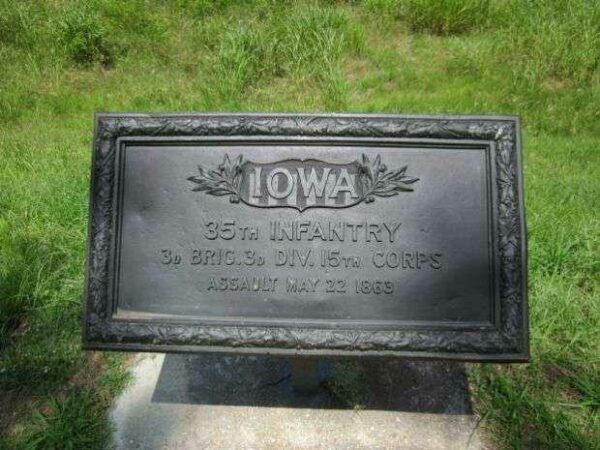 IOWA
35TH INFANTRY
3D BRIG. 3D DIV. 15TH CORPS
ASSAULT MAY 22 1863